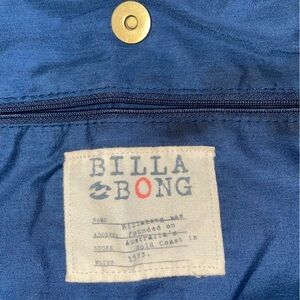 BILLA
BONG
NAME Billabong was
ADDRESS founded on
Australia's
STORE Gold Coast in
NOTES 1973.